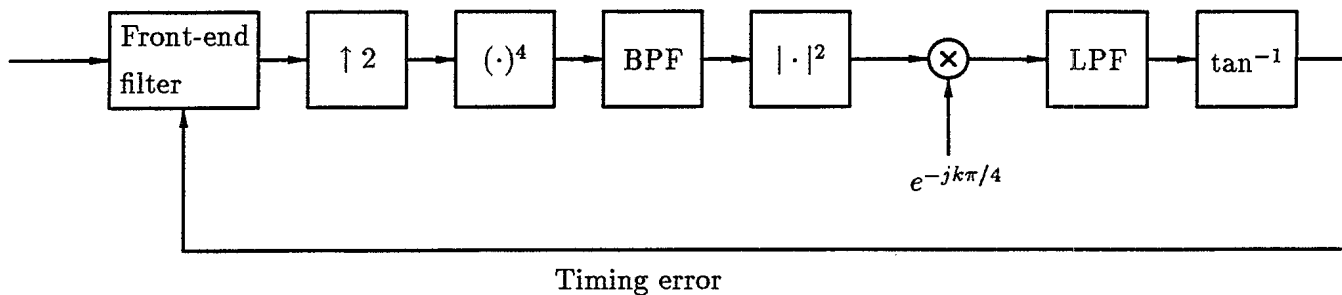 Front-end
filter
↑ 2
(·)⁴
BPF
| · |²
×
LPF
tan⁻¹
e^{-jkπ/4}
Timing error